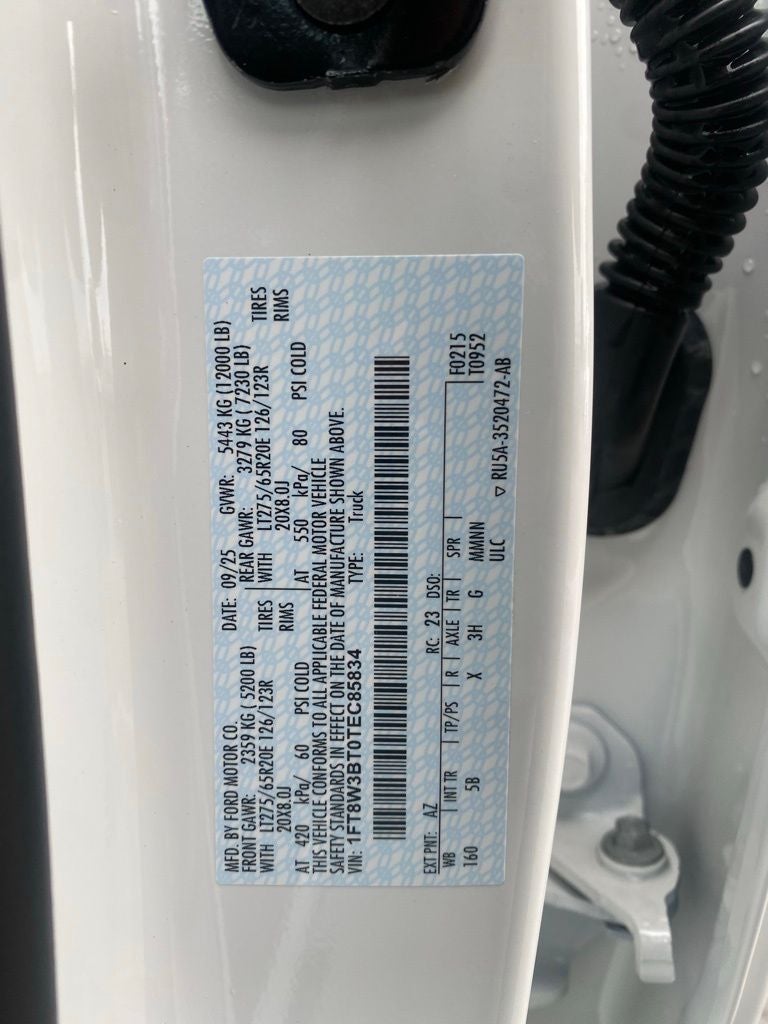 MFD. BY FORD MOTOR CO. DATE: 09/25 GVWR: 5443 KG (12000 LB)
FRONT GAWR: 2359 KG ( 5200 LB) REAR GAWR: 3279 KG ( 7230 LB)
WITH LT275/65R20E 126/123R TIRES WITH LT275/65R20E 126/123R TIRES
20X8.0J RIMS 20X8.0J RIMS
AT 420 kPa/ 60 PSI COLD AT 550 kPa/ 80 PSI COLD
THIS VEHICLE CONFORMS TO ALL APPLICABLE FEDERAL MOTOR VEHICLE
SAFETY STANDARDS IN EFFECT ON THE DATE OF MANUFACTURE SHOWN ABOVE.
VIN: 1FT8W3BT0TEC85834 TYPE: Truck
EXT PNT: AZ RC: 23 DSO: F0215
WB INT TR TP/PS R AXLE TR SPR T0952
160 5B X 3H G MMNN
ULC ▽ RU5A-3520472-AB